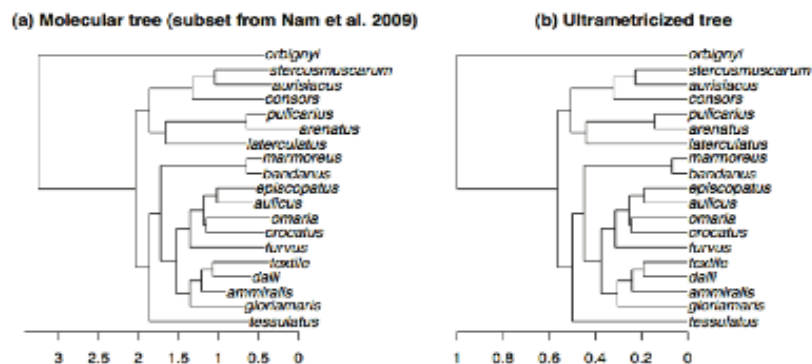 (a) Molecular tree (subset from Nam et al. 2009)
orbignyi
stercusmuscarum
aurisiacus
consors
pulicarius
arenatus
laterculatus
marmoreus
bandanus
episcopatus
aulicus
omaria
crocatus
furvus
textile
dalli
ammiralis
gloriamaris
tessulatus
3 2.5 2 1.5 1 0.5 0
(b) Ultrametricized tree
orbignyi
stercusmuscarum
aurisiacus
consors
pulicarius
arenatus
laterculatus
marmoreus
bandanus
episcopatus
aulicus
omaria
crocatus
furvus
textile
dalli
ammiralis
gloriamaris
tessulatus
1 0.8 0.6 0.4 0.2 0